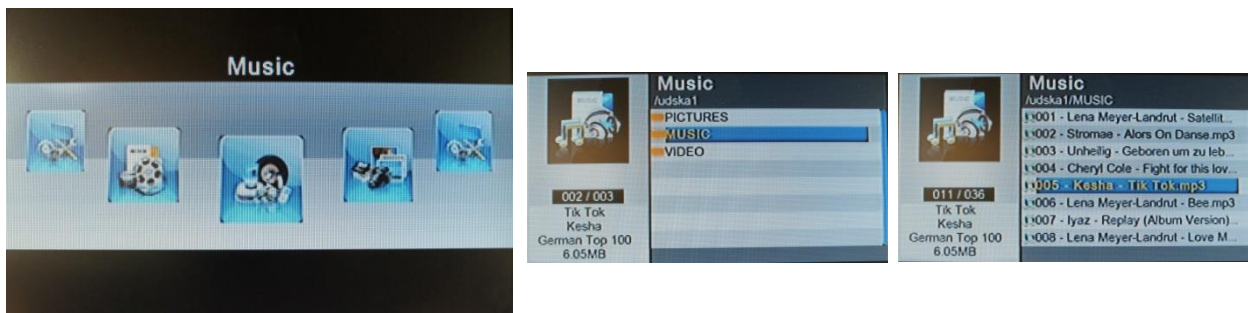 Music
Music
/udska1
PICTURES
MUSIC
VIDEO
002 / 003
Tik Tok
Kesha
German Top 100
6.05MB
Music
/udska1/MUSIC
001 - Lena Meyer-Landrut - Satellit...
002 - Stromae - Alors On Danse.mp3
003 - Unheilig - Geboren um zu leb...
004 - Cheryl Cole - Fight for this lov...
005 - Kesha - Tik Tok.mp3
006 - Lena Meyer-Landrut - Bee.mp3
007 - Iyaz - Replay (Album Version)...
008 - Lena Meyer-Landrut - Love M...
011 / 036
Tik Tok
Kesha
German Top 100
6.05MB